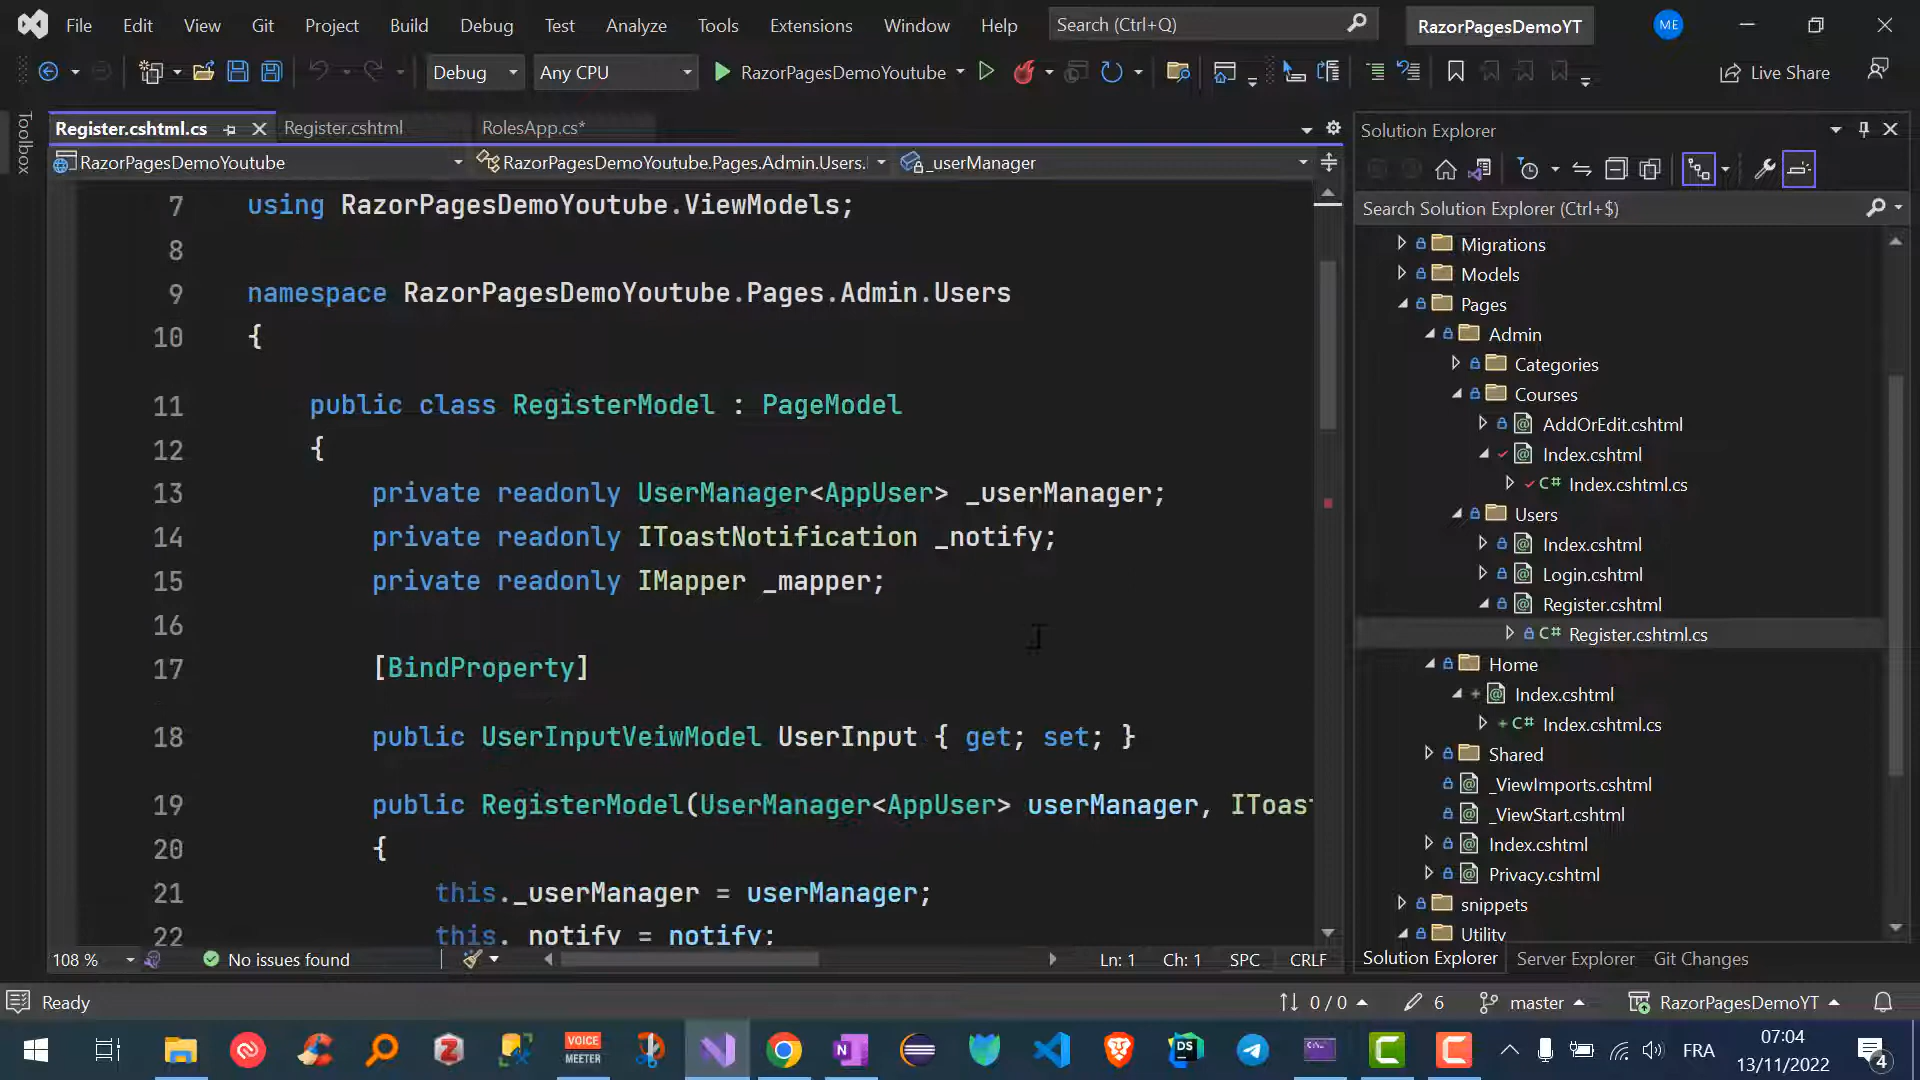 File Edit View Git Project Build Debug Test Analyze Tools Extensions Window Help Search (Ctrl+Q) RazorPagesDemoYT ME
Debug Any CPU RazorPagesDemoYoutube Live Share
Toolbox
Register.cshtml.cs Register.cshtml RolesApp.cs*
RazorPagesDemoYoutube RazorPagesDemoYoutube.Pages.Admin.Users. _userManager
7 using RazorPagesDemoYoutube.ViewModels;
8
9 namespace RazorPagesDemoYoutube.Pages.Admin.Users
10 {
11 public class RegisterModel : PageModel
12 {
13 private readonly UserManager<AppUser> _userManager;
14 private readonly IToastNotification _notify;
15 private readonly IMapper _mapper;
16
17 [BindProperty]
18 public UserInputVeiwModel UserInput { get; set; }
19 public RegisterModel(UserManager<AppUser> userManager, IToast
20 {
21 this._userManager = userManager;
22 this._notify = notify;
108 % No issues found Ln: 1 Ch: 1 SPC CRLF
Solution Explorer
Search Solution Explorer (Ctrl+$)
Migrations
Models
Pages
Admin
Categories
Courses
AddOrEdit.cshtml
Index.cshtml
C# Index.cshtml.cs
Users
Index.cshtml
Login.cshtml
Register.cshtml
C# Register.cshtml.cs
Home
Index.cshtml
C# Index.cshtml.cs
Shared
_ViewImports.cshtml
_ViewStart.cshtml
Index.cshtml
Privacy.cshtml
snippets
Utility
Solution Explorer Server Explorer Git Changes
Ready 0 / 0 6 master RazorPagesDemoYT
VOICE
MEETER
DS
FRA
07:04
13/11/2022
4